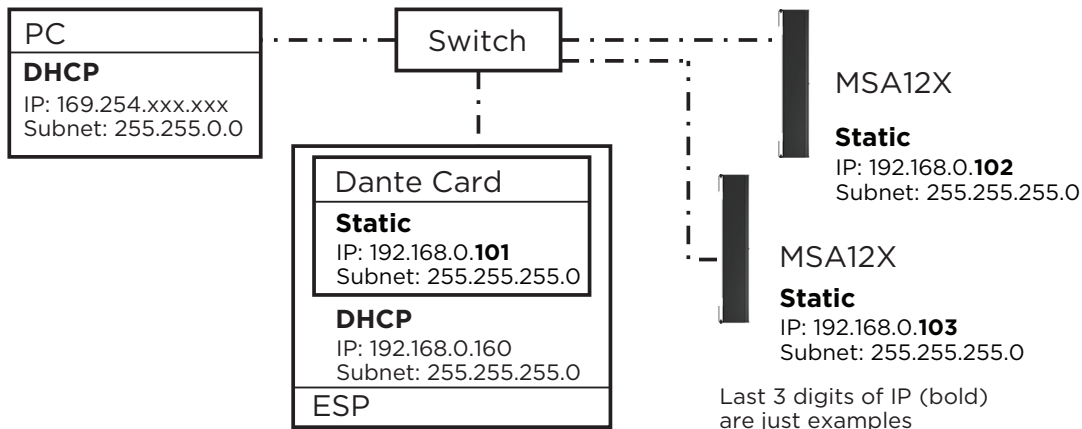 PC
DHCP
IP: 169.254.xxx.xxx
Subnet: 255.255.0.0
Switch
Dante Card
Static
IP: 192.168.0.101
Subnet: 255.255.255.0
DHCP
IP: 192.168.0.160
Subnet: 255.255.255.0
ESP
MSA12X
Static
IP: 192.168.0.102
Subnet: 255.255.255.0
MSA12X
Static
IP: 192.168.0.103
Subnet: 255.255.255.0
Last 3 digits of IP (bold)
are just examples